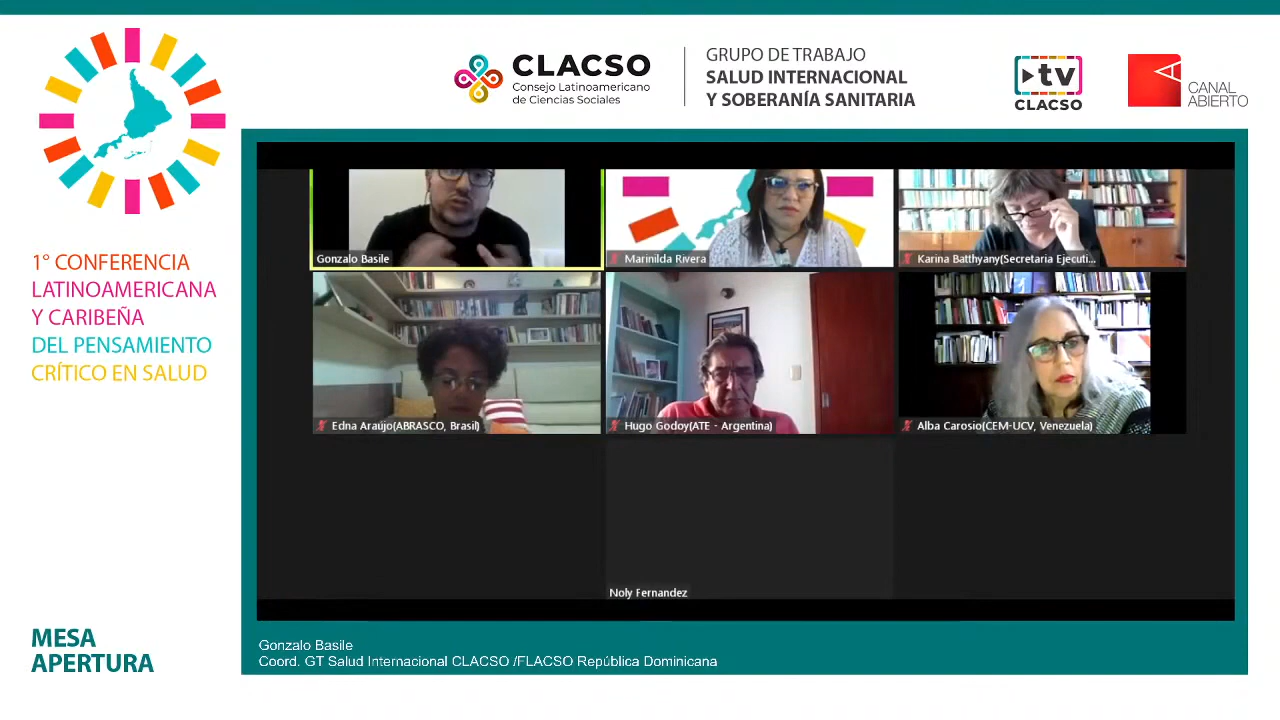 CLACSO
Consejo Latinoamericano
de Ciencias Sociales
GRUPO DE TRABAJO
SALUD INTERNACIONAL
Y SOBERANÍA SANITARIA
tv
CLACSO
CANAL
ABIERTO
1° CONFERENCIA
LATINOAMERICANA
Y CARIBEÑA
DEL PENSAMIENTO
CRÍTICO EN SALUD
Gonzalo Basile
Marinilda Rivera
Karina Batthyany(Secretaria Ejecuti...
Edna Araujo(ABRASCO, Brasil)
Hugo Godoy(ATE - Argentina)
Alba Carosio(CEM-UCV, Venezuela)
Noly Fernandez
MESA
APERTURA
Gonzalo Basile
Coord. GT Salud Internacional CLACSO /FLACSO República Dominicana